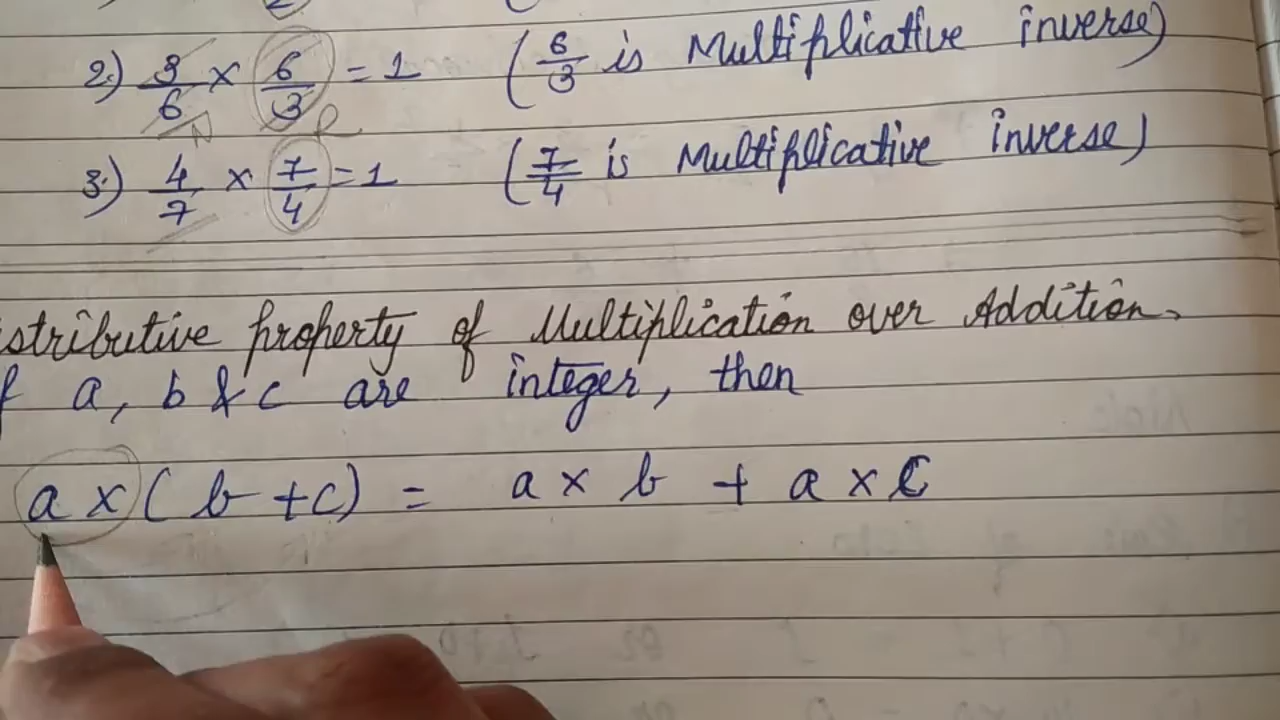 2.) 3/6 × 6/3 = 1 (6/3 is Multiplicative inverse)
N R
3.) 4/7 × 7/4 = 1 (7/4 is Multiplicative inverse)
stributive property of Multiplication over Addition.
f a, b & c are integer, then
a × ( b + c ) = a × b + a × c